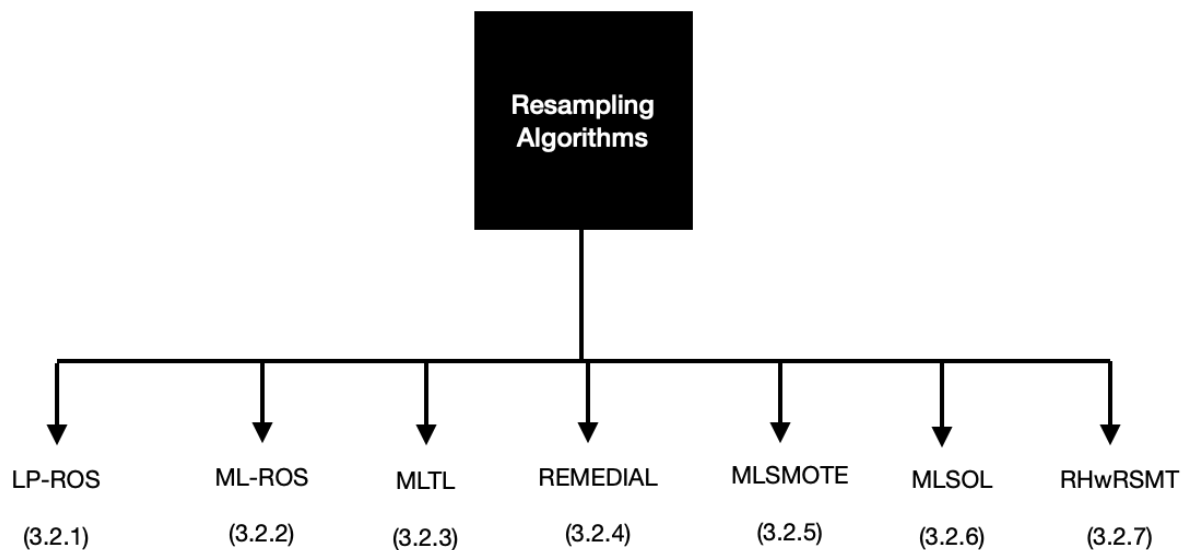 Resampling
Algorithms
LP-ROS
ML-ROS
MLTL
REMEDIAL
MLSMOTE
MLSOL
RHwRSMT
(3.2.1)
(3.2.2)
(3.2.3)
(3.2.4)
(3.2.5)
(3.2.6)
(3.2.7)